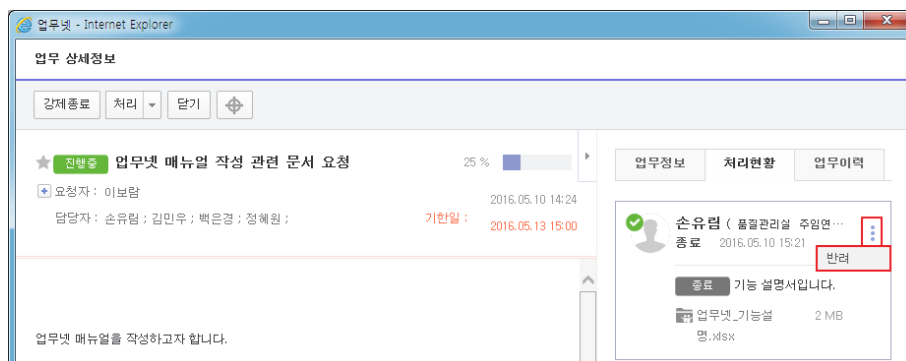 업무넷 - Internet Explorer
업무 상세정보
강제종료 처리 닫기
진행중 업무넷 매뉴얼 작성 관련 문서 요청 25 %
요청자 : 이보람
2016.05.10 14:24
담당자 : 손유림 ; 김민우 ; 백은경 ; 정혜원 ; 기한일 : 2016.05.13 15:00
업무넷 매뉴얼을 작성하고자 합니다.
업무정보 처리현황 업무이력
손유림 ( 품질관리실 주임연···
종료 2016.05.10 15:21
반려
종료 기능 설명서입니다.
업무넷_기능설 2 MB
명.xlsx